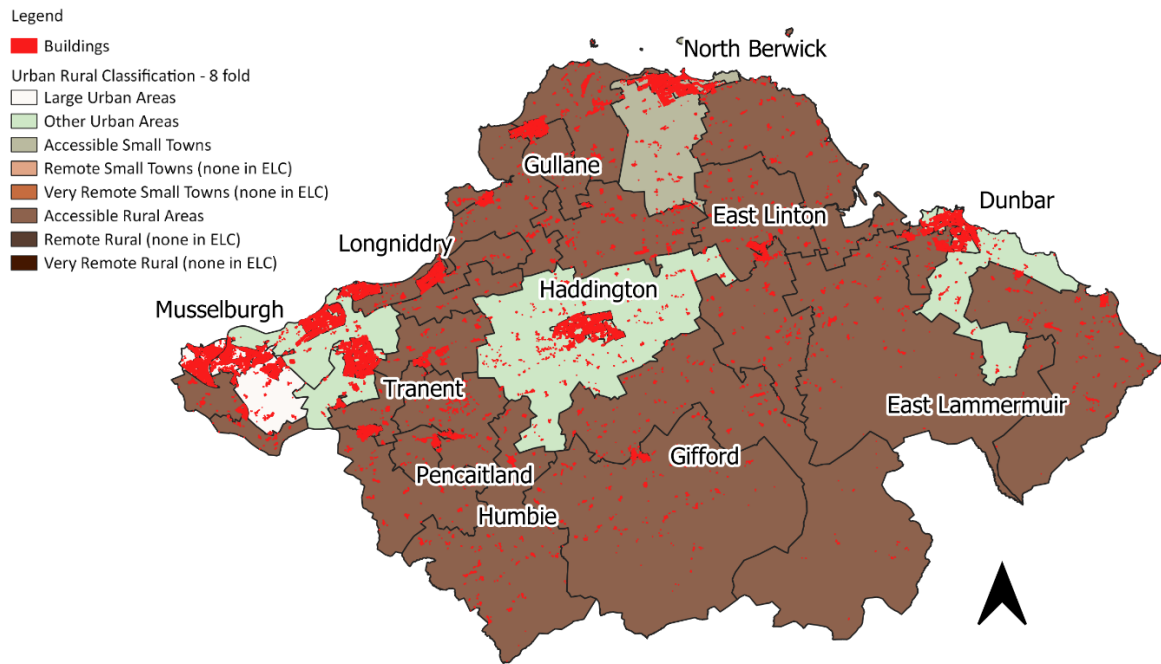 Legend
Buildings
Urban Rural Classification - 8 fold
Large Urban Areas
Other Urban Areas
Accessible Small Towns
Remote Small Towns (none in ELC)
Very Remote Small Towns (none in ELC)
Accessible Rural Areas
Remote Rural (none in ELC)
Very Remote Rural (none in ELC)
North Berwick
Gullane
Dunbar
East Linton
Longniddry
Haddington
Musselburgh
Tranent
East Lammermuir
Gifford
Pencaitland
Humbie